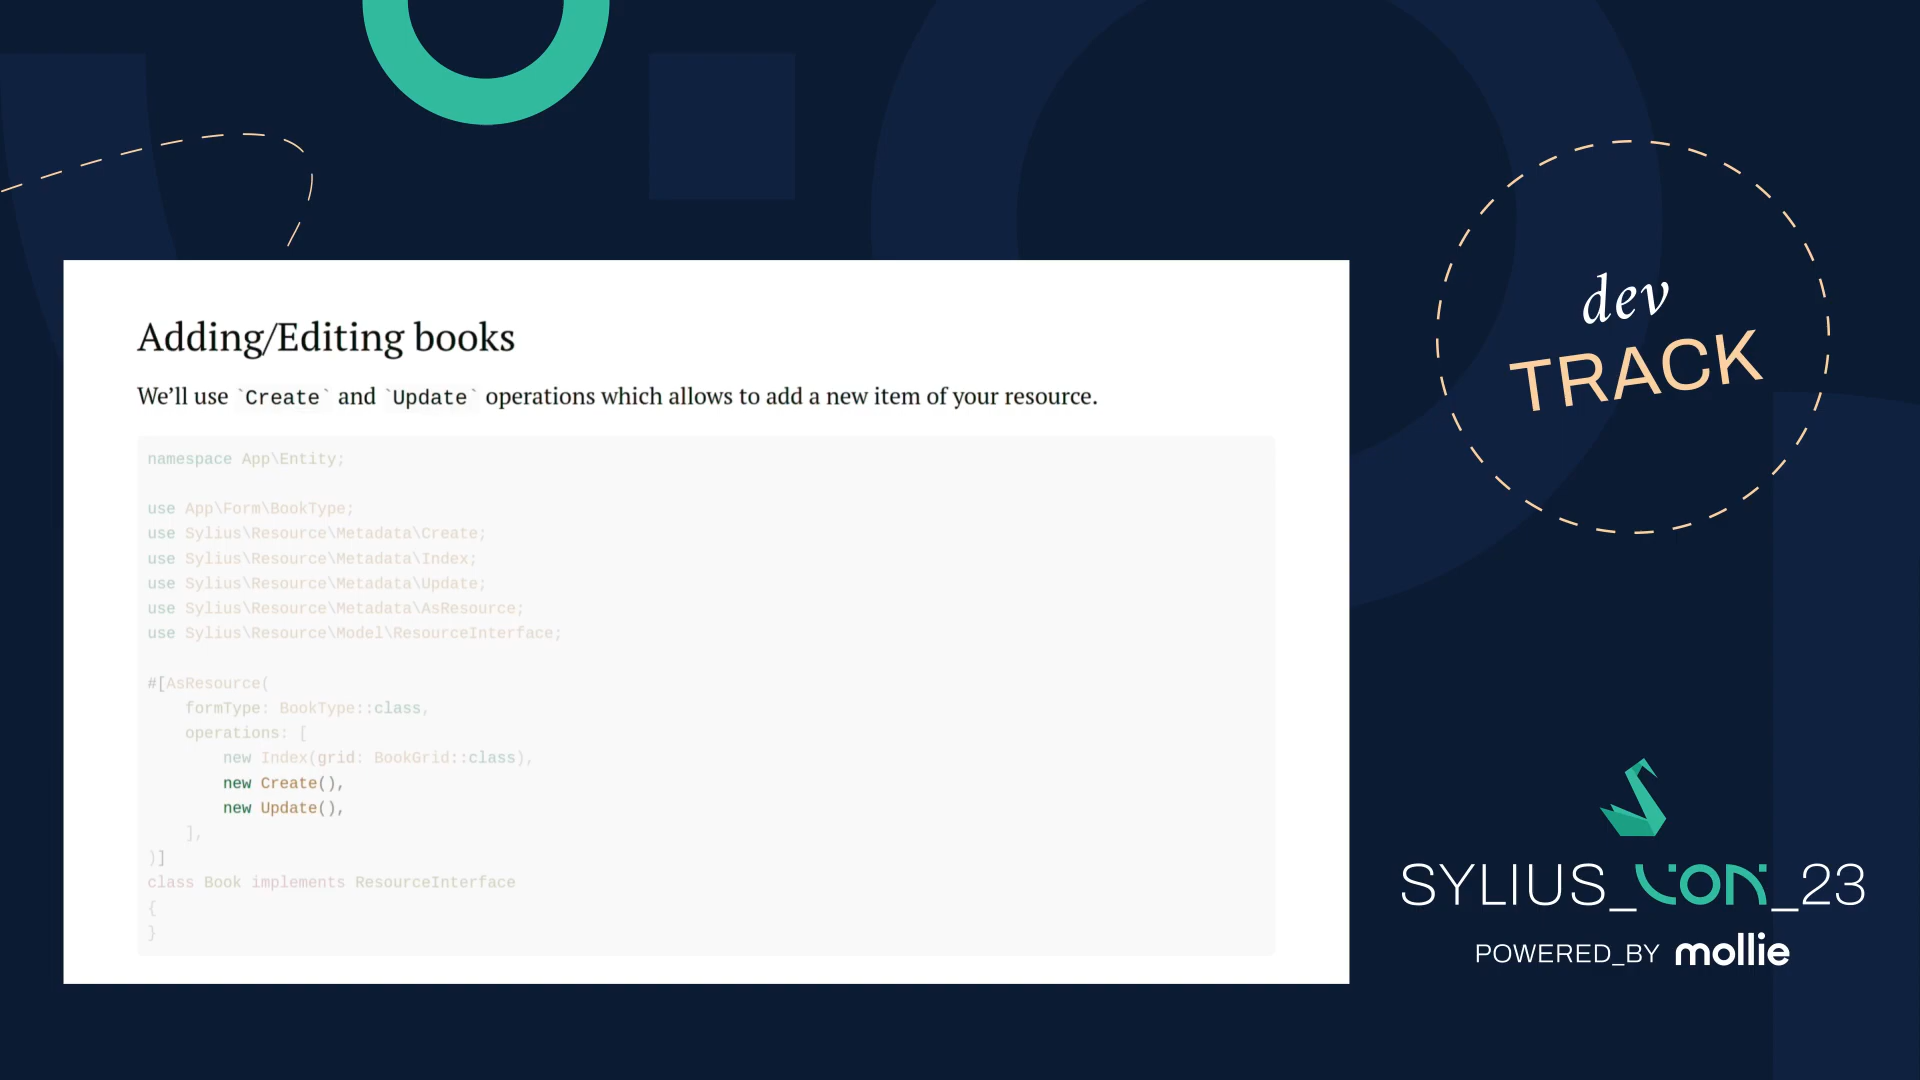 Adding/Editing books
We’ll use `Create` and `Update` operations which allows to add a new item of your resource.
namespace App\Entity;
use App\Form\BookType;
use Sylius\Resource\Metadata\Create;
use Sylius\Resource\Metadata\Index;
use Sylius\Resource\Metadata\Update;
use Sylius\Resource\Metadata\AsResource;
use Sylius\Resource\Model\ResourceInterface;
#[AsResource(
    formType: BookType::class,
    operations: [
        new Index(grid: BookGrid::class),
        new Create(),
        new Update(),
    ],
)]
class Book implements ResourceInterface
{
}
dev
TRACK
SYLIUS_CON_23
POWERED_BY mollie